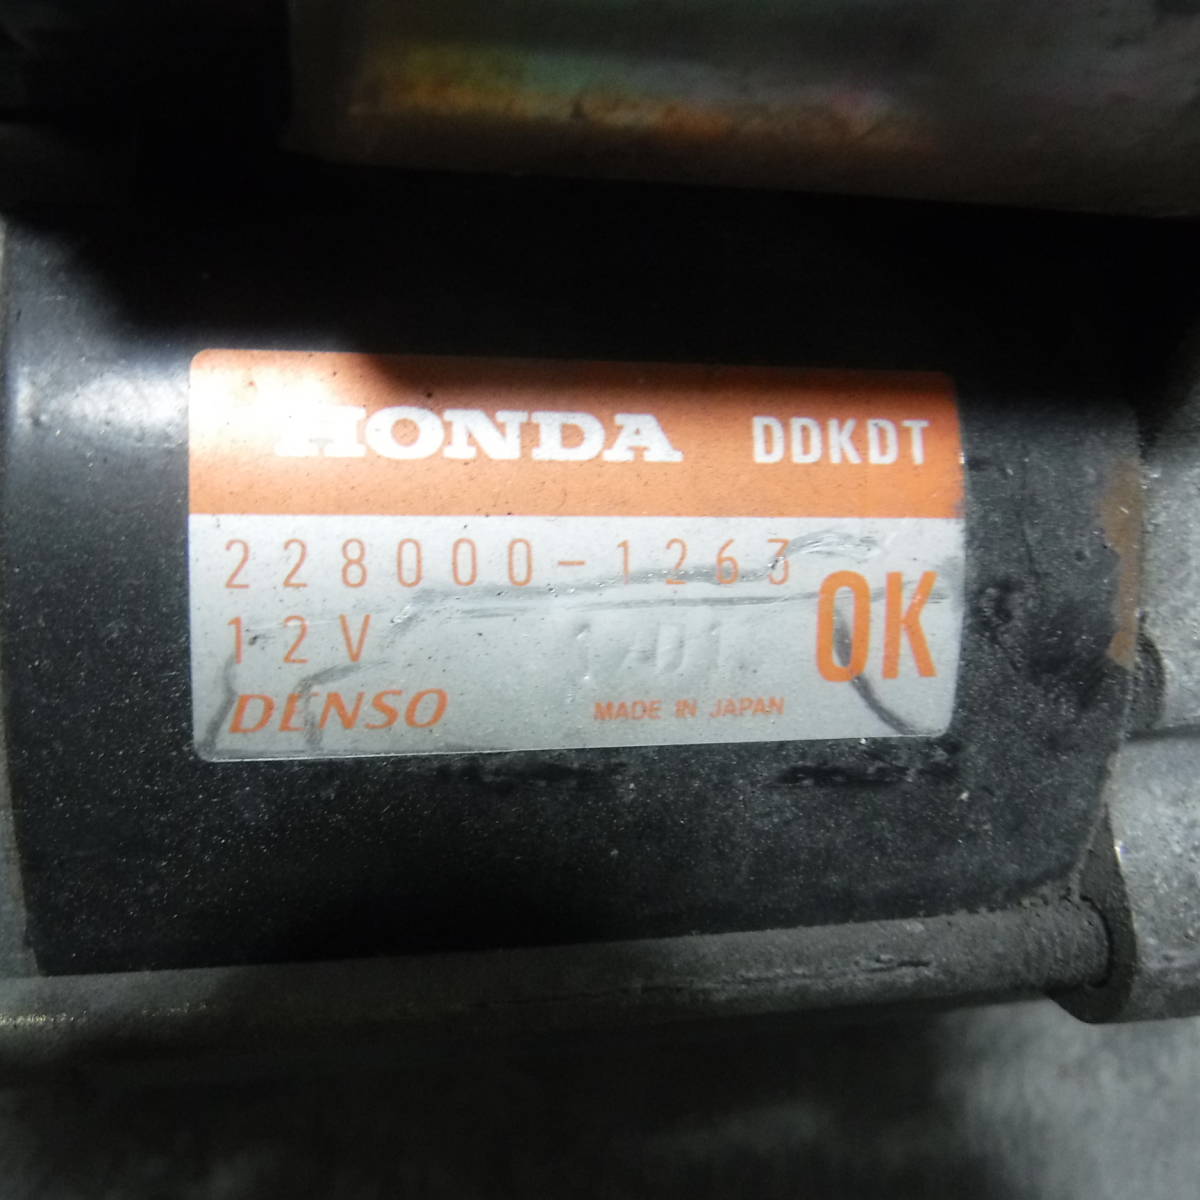 HONDA DDKDT
228000-1263
12V OK
DENSO MADE IN JAPAN